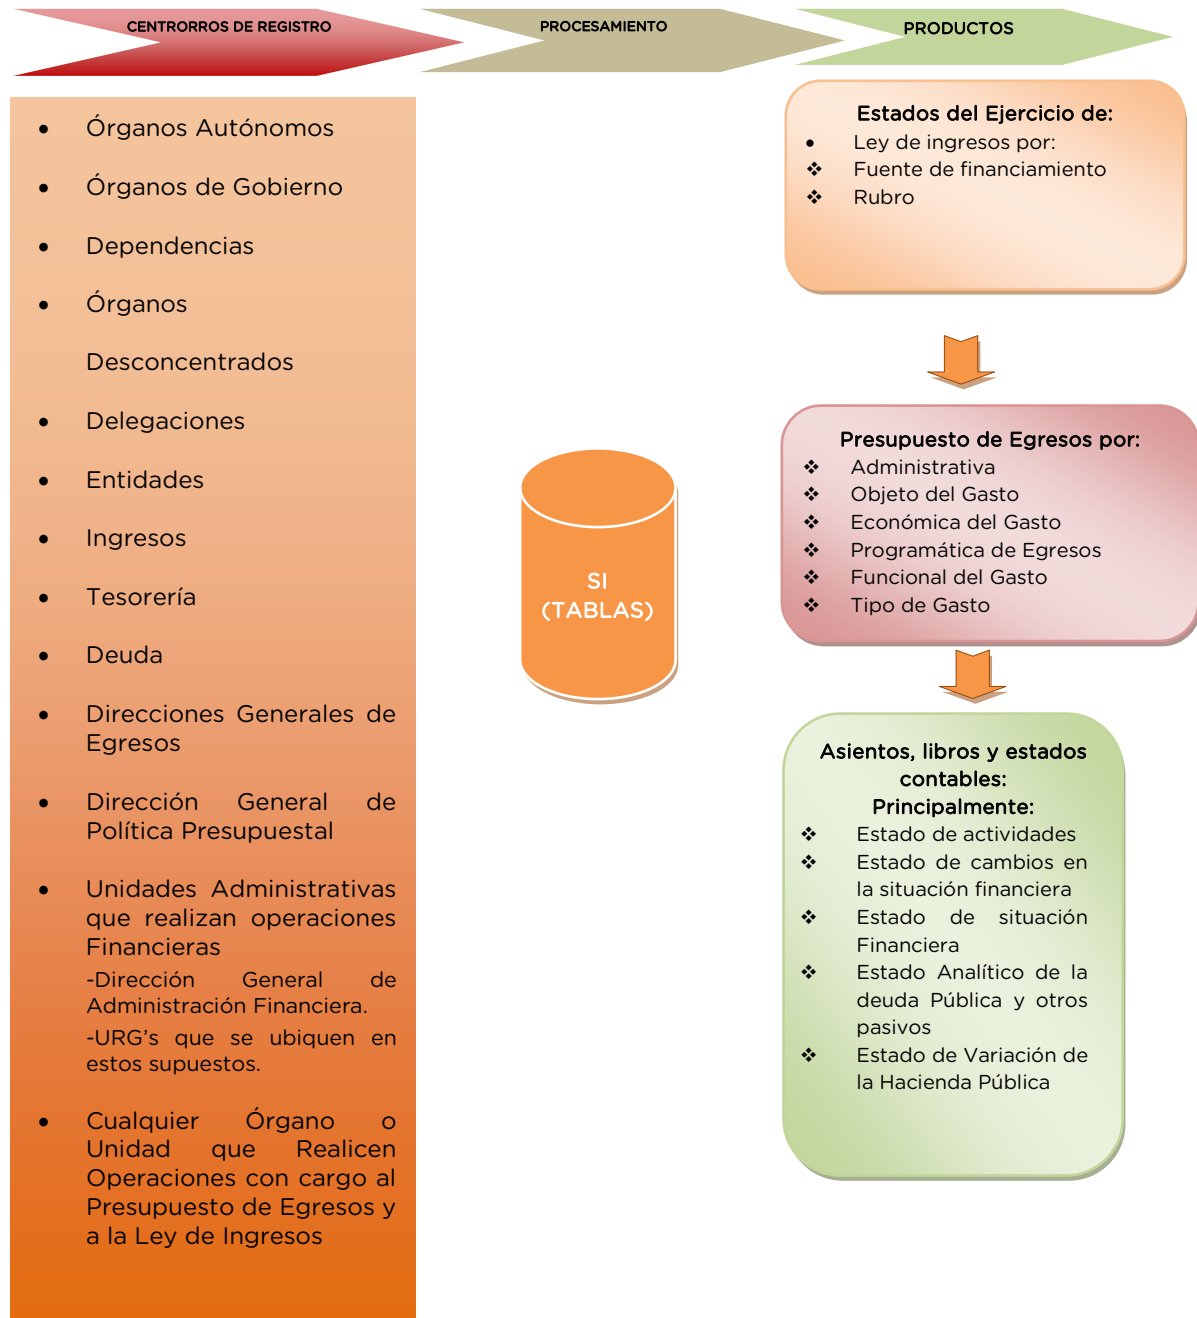 CENTRORROS DE REGISTRO
PROCESAMIENTO
PRODUCTOS
• Órganos Autónomos
• Órganos de Gobierno
• Dependencias
• Órganos
Desconcentrados
• Delegaciones
• Entidades
• Ingresos
• Tesorería
• Deuda
• Direcciones Generales de
Egresos
• Dirección General de
Política Presupuestal
• Unidades Administrativas
que realizan operaciones
Financieras
-Dirección General de
Administración Financiera.
-URG’s que se ubiquen en
estos supuestos.
• Cualquier Órgano o
Unidad que Realicen
Operaciones con cargo al
Presupuesto de Egresos y
a la Ley de Ingresos
SI
(TABLAS)
Estados del Ejercicio de:
• Ley de ingresos por:
❖ Fuente de financiamiento
❖ Rubro
Presupuesto de Egresos por:
❖ Administrativa
❖ Objeto del Gasto
❖ Económica del Gasto
❖ Programática de Egresos
❖ Funcional del Gasto
❖ Tipo de Gasto
Asientos, libros y estados
contables:
Principalmente:
❖ Estado de actividades
❖ Estado de cambios en
la situación financiera
❖ Estado de situación
Financiera
❖ Estado Analítico de la
deuda Pública y otros
pasivos
❖ Estado de Variación de
la Hacienda Pública